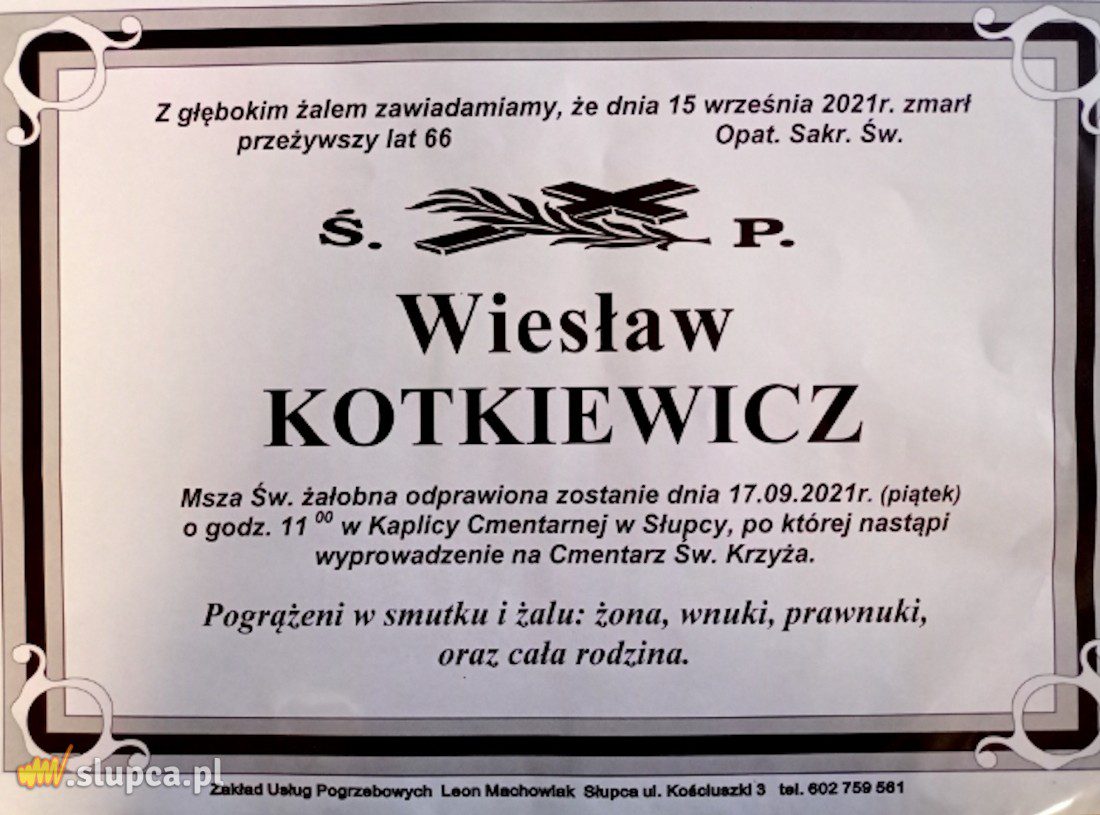 Z głębokim żalem zawiadamiamy, że dnia 15 września 2021r. zmarł
przeżywszy lat 66 Opat. Sakr. Św.
Ś. P.
Wiesław
KOTKIEWICZ
Msza Św. żałobna odprawiona zostanie dnia 17.09.2021r. (piątek)
o godz. 11 00 w Kaplicy Cmentarnej w Słupcy, po której nastąpi
wyprowadzenie na Cmentarz Św. Krzyża.
Pogrążeni w smutku i żalu: żona, wnuki, prawnuki,
oraz cała rodzina.
.slupca.pl
Zakład Usług Pogrzebowych Leon Machowiak Słupca ul. Kościuszki 3 tel. 602 759 561